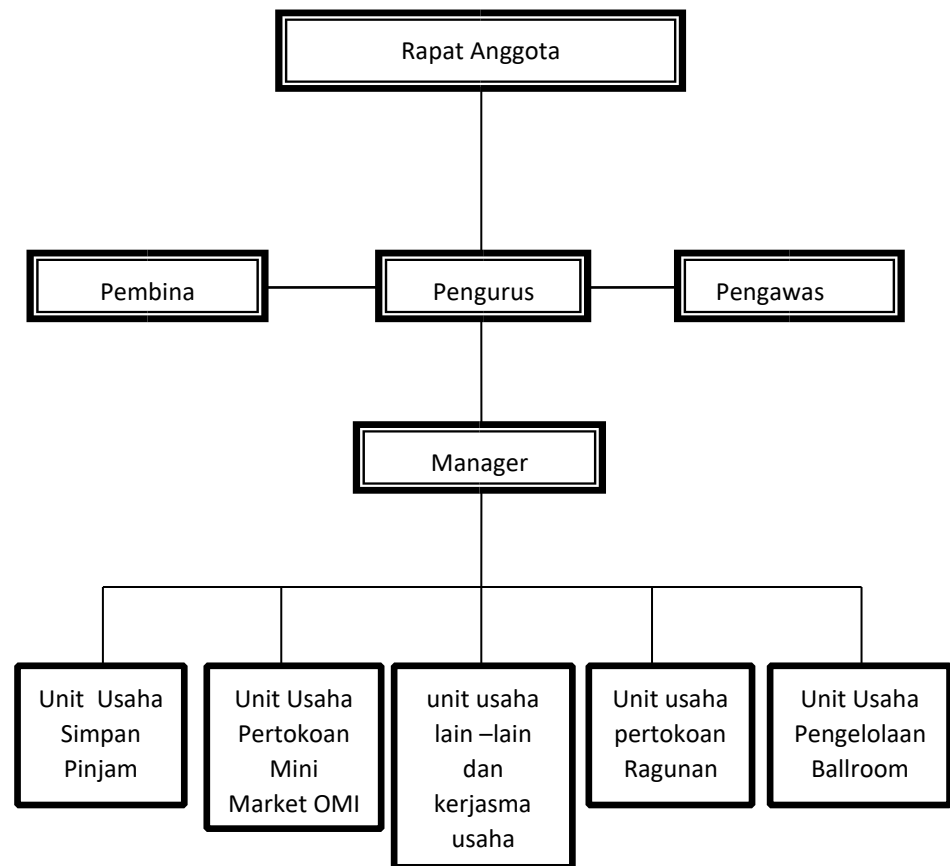 Rapat Anggota
Pembina
Pengurus
Pengawas
Manager
Unit  Usaha
Simpan
Pinjam
Unit Usaha
Pertokoan
Mini
Market OMI
unit usaha
lain –lain
dan
kerjasma
usaha
Unit usaha
pertokoan
Ragunan
Unit Usaha
Pengelolaan
Ballroom